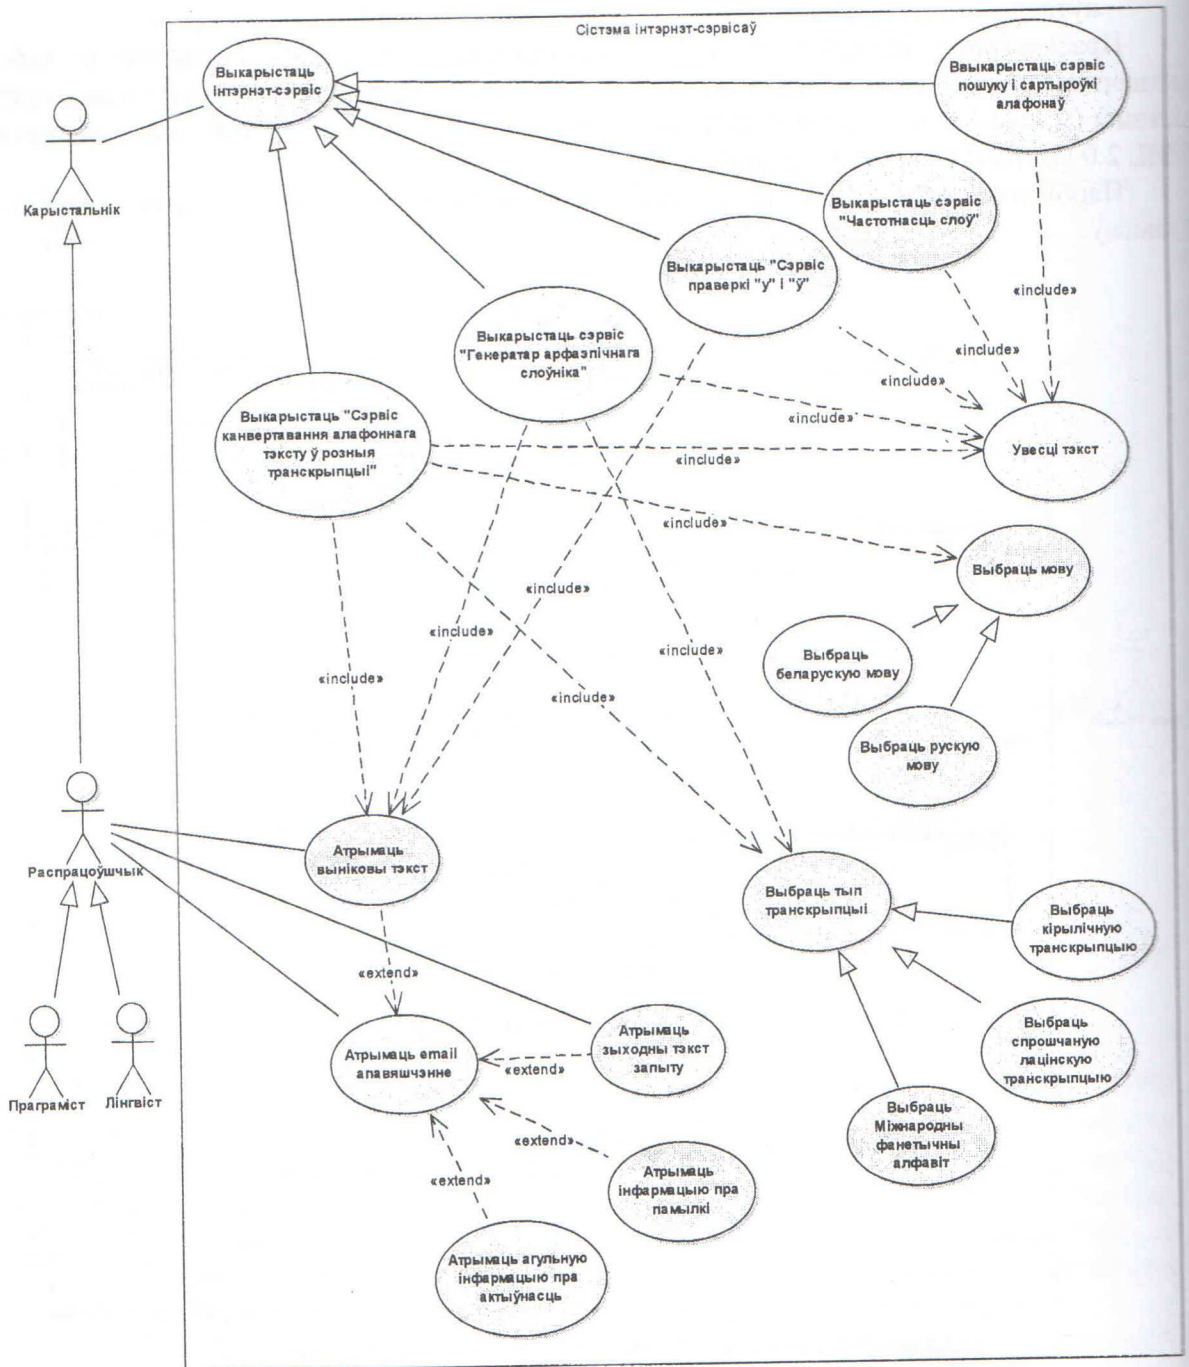 Сістэма інтэрнэт-сэрвісаў
Выкарыстаць
інтэрнэт-сэрвіс
Ввыкарыстаць сэрвіс
пошуку і сартыроўкі
алафонаў
Карыстальнік
Выкарыстаць сэрвіс
"Частотнасць слоў"
Выкарыстаць "Сэрвіс
праверкі "у" і "ў"
«include»
Выкарыстаць сэрвіс
"Генератар арфаэпічнага
слоўніка"
«include»
«include»
Выкарыстаць "Сэрвіс
канвертавання алафоннага
тэксту ў розныя
транскрыпцыі"
«include»
«include»
Увесці тэкст
«include»
Выбраць мову
«include»
«include»
«include»
«include»
«include»
Выбраць
беларускую мову
Выбраць рускую
мову
Распрацоўшчык
Атрымаць
выніковы тэкст
Выбраць тып
транскрыпцыі
Выбраць
кірылічную
транскрыпцыю
«extend»
Атрымаць email
апавяшчэнне
«extend»
Атрымаць
зыходны тэкст
запыту
Выбраць
спрошчаную
лацінскую
транскрыпцыю
Праграміст
Лінгвіст
Выбраць
Міжнародны
фанетычны
алфавіт
«extend»
«extend»
Атрымаць
інфармацыю пра
памылкі
Атрымаць агульную
інфармацыю пра
актыўнасць